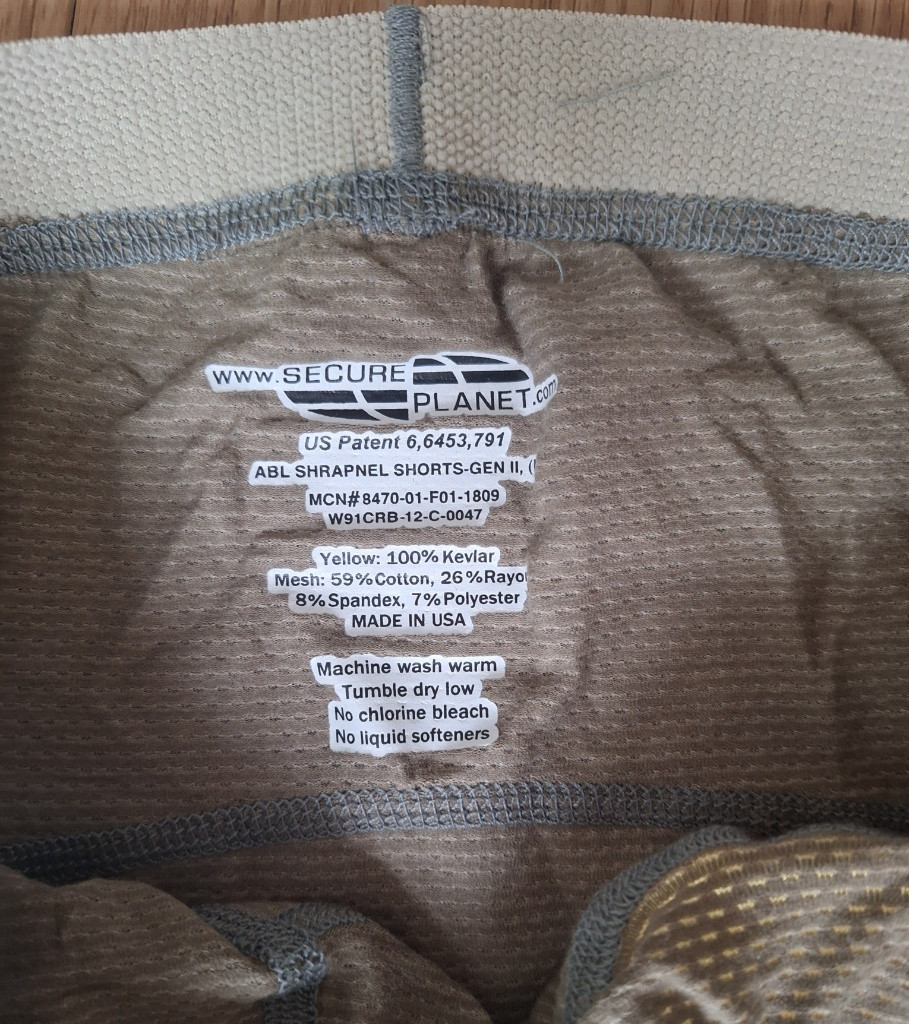 www.SECURE
PLANET.com
US Patent 6,6453,791
ABL SHRAPNEL SHORTS-GEN II, (
MCN#8470-01-F01-1809
W91CRB-12-C-0047
Yellow: 100% Kevlar
Mesh: 59%Cotton, 26%Rayo
8%Spandex, 7%Polyester
MADE IN USA
Machine wash warm
Tumble dry low
No chlorine bleach
No liquid softeners